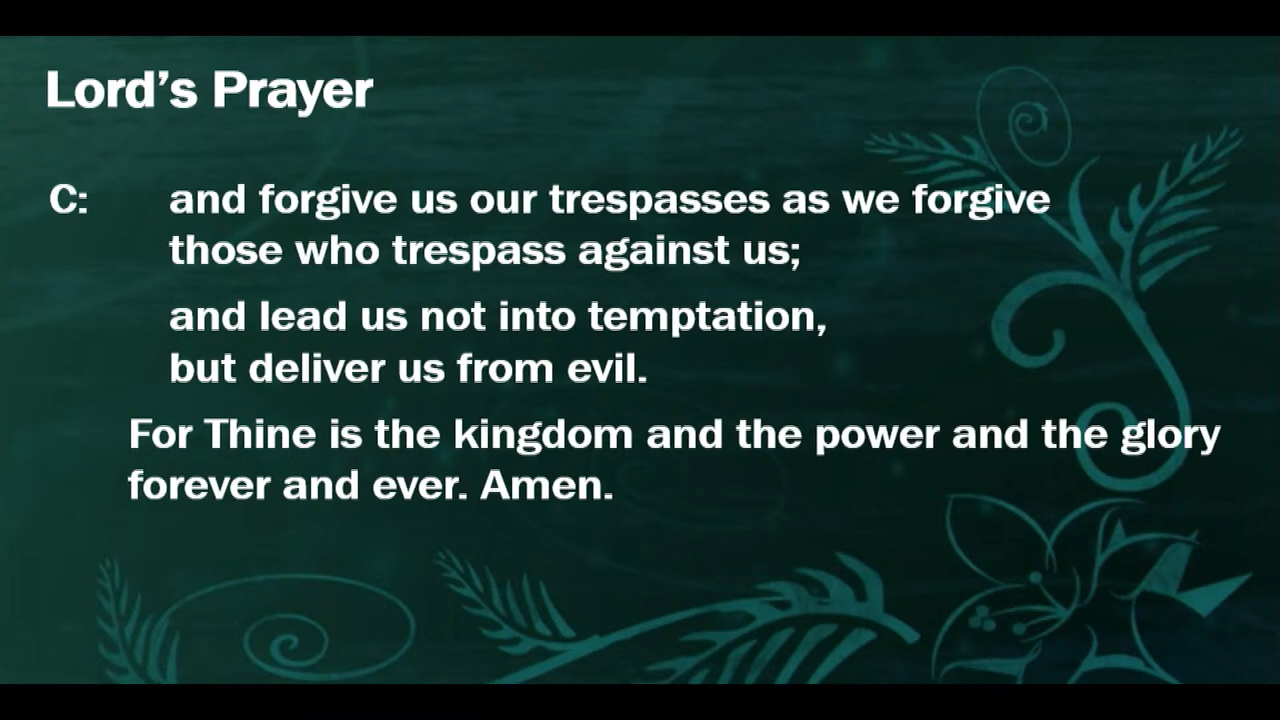 Lord’s Prayer
C: and forgive us our trespasses as we forgive
those who trespass against us;
and lead us not into temptation,
but deliver us from evil.
For Thine is the kingdom and the power and the glory
forever and ever. Amen.